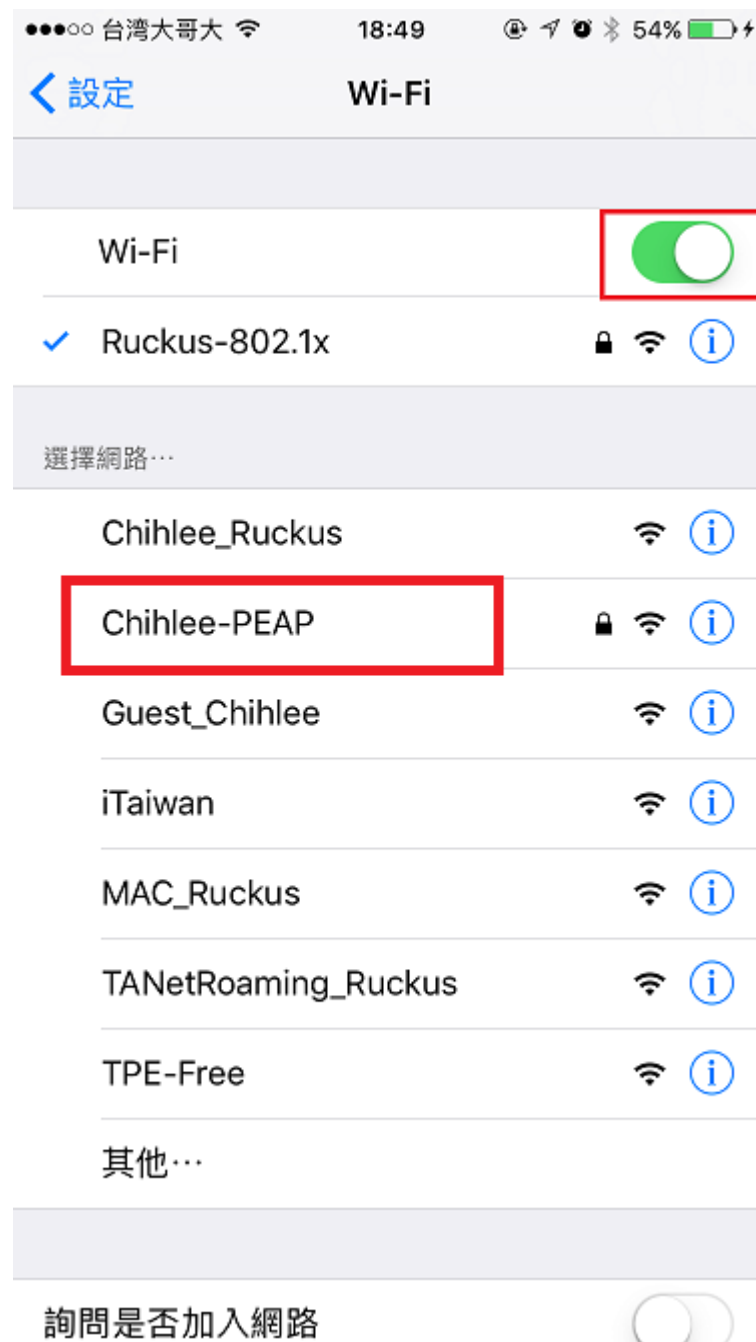 台湾大哥大 18:49 54%
設定 Wi-Fi
Wi-Fi
Ruckus-802.1x
選擇網路…
Chihlee_Ruckus
Chihlee-PEAP
Guest_Chihlee
iTaiwan
MAC_Ruckus
TANetRoaming_Ruckus
TPE-Free
其他…
詢問是否加入網路